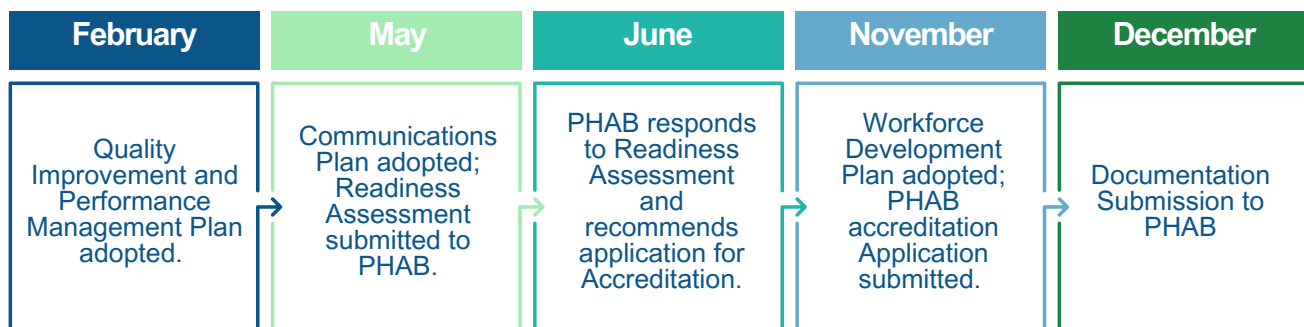 February
Quality
Improvement and
Performance
Management Plan
adopted.
May
Communications
Plan adopted;
Readiness
Assessment
submitted to
PHAB.
June
PHAB responds
to Readiness
Assessment
and
recommends
application for
Accreditation.
November
Workforce
Development
Plan adopted;
PHAB
accreditation
Application
submitted.
December
Documentation
Submission to
PHAB